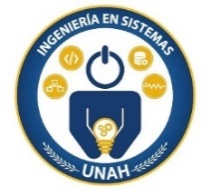 INGENIERÍA EN SISTEMAS
</>
UNAH